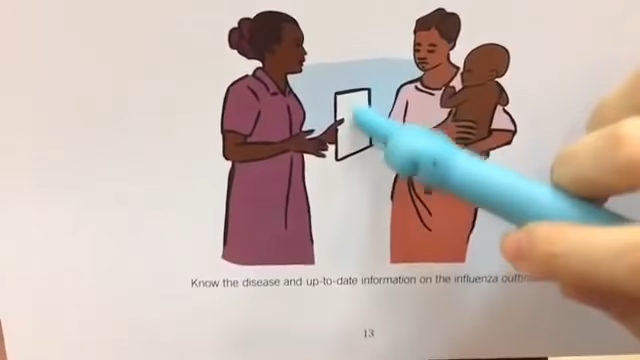 Know the disease and up-to-date information on the influenza
13